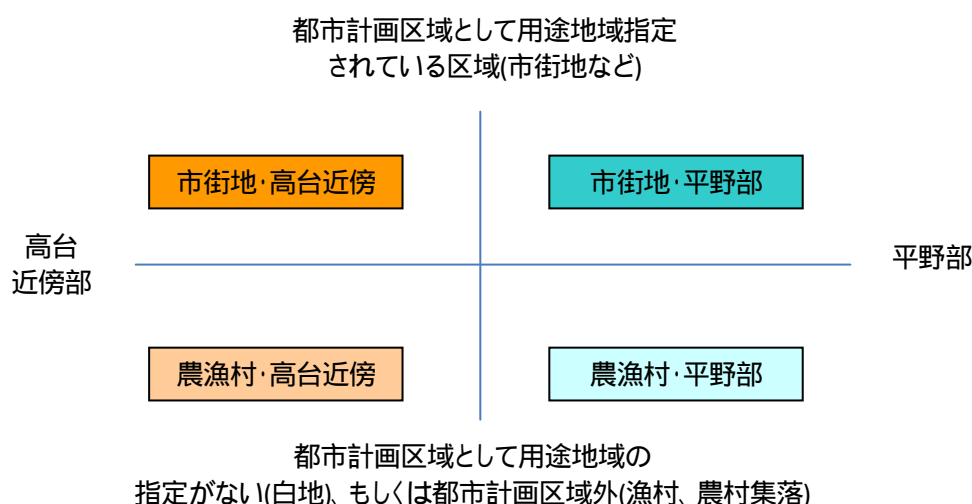 都市計画区域として用途地域指定
されている区域(市街地など)
市街地・高台近傍
市街地・平野部
高台
近傍部
平野部
農漁村・高台近傍
農漁村・平野部
都市計画区域として用途地域の
指定がない(白地)、もしくは都市計画区域外(漁村、農村集落)